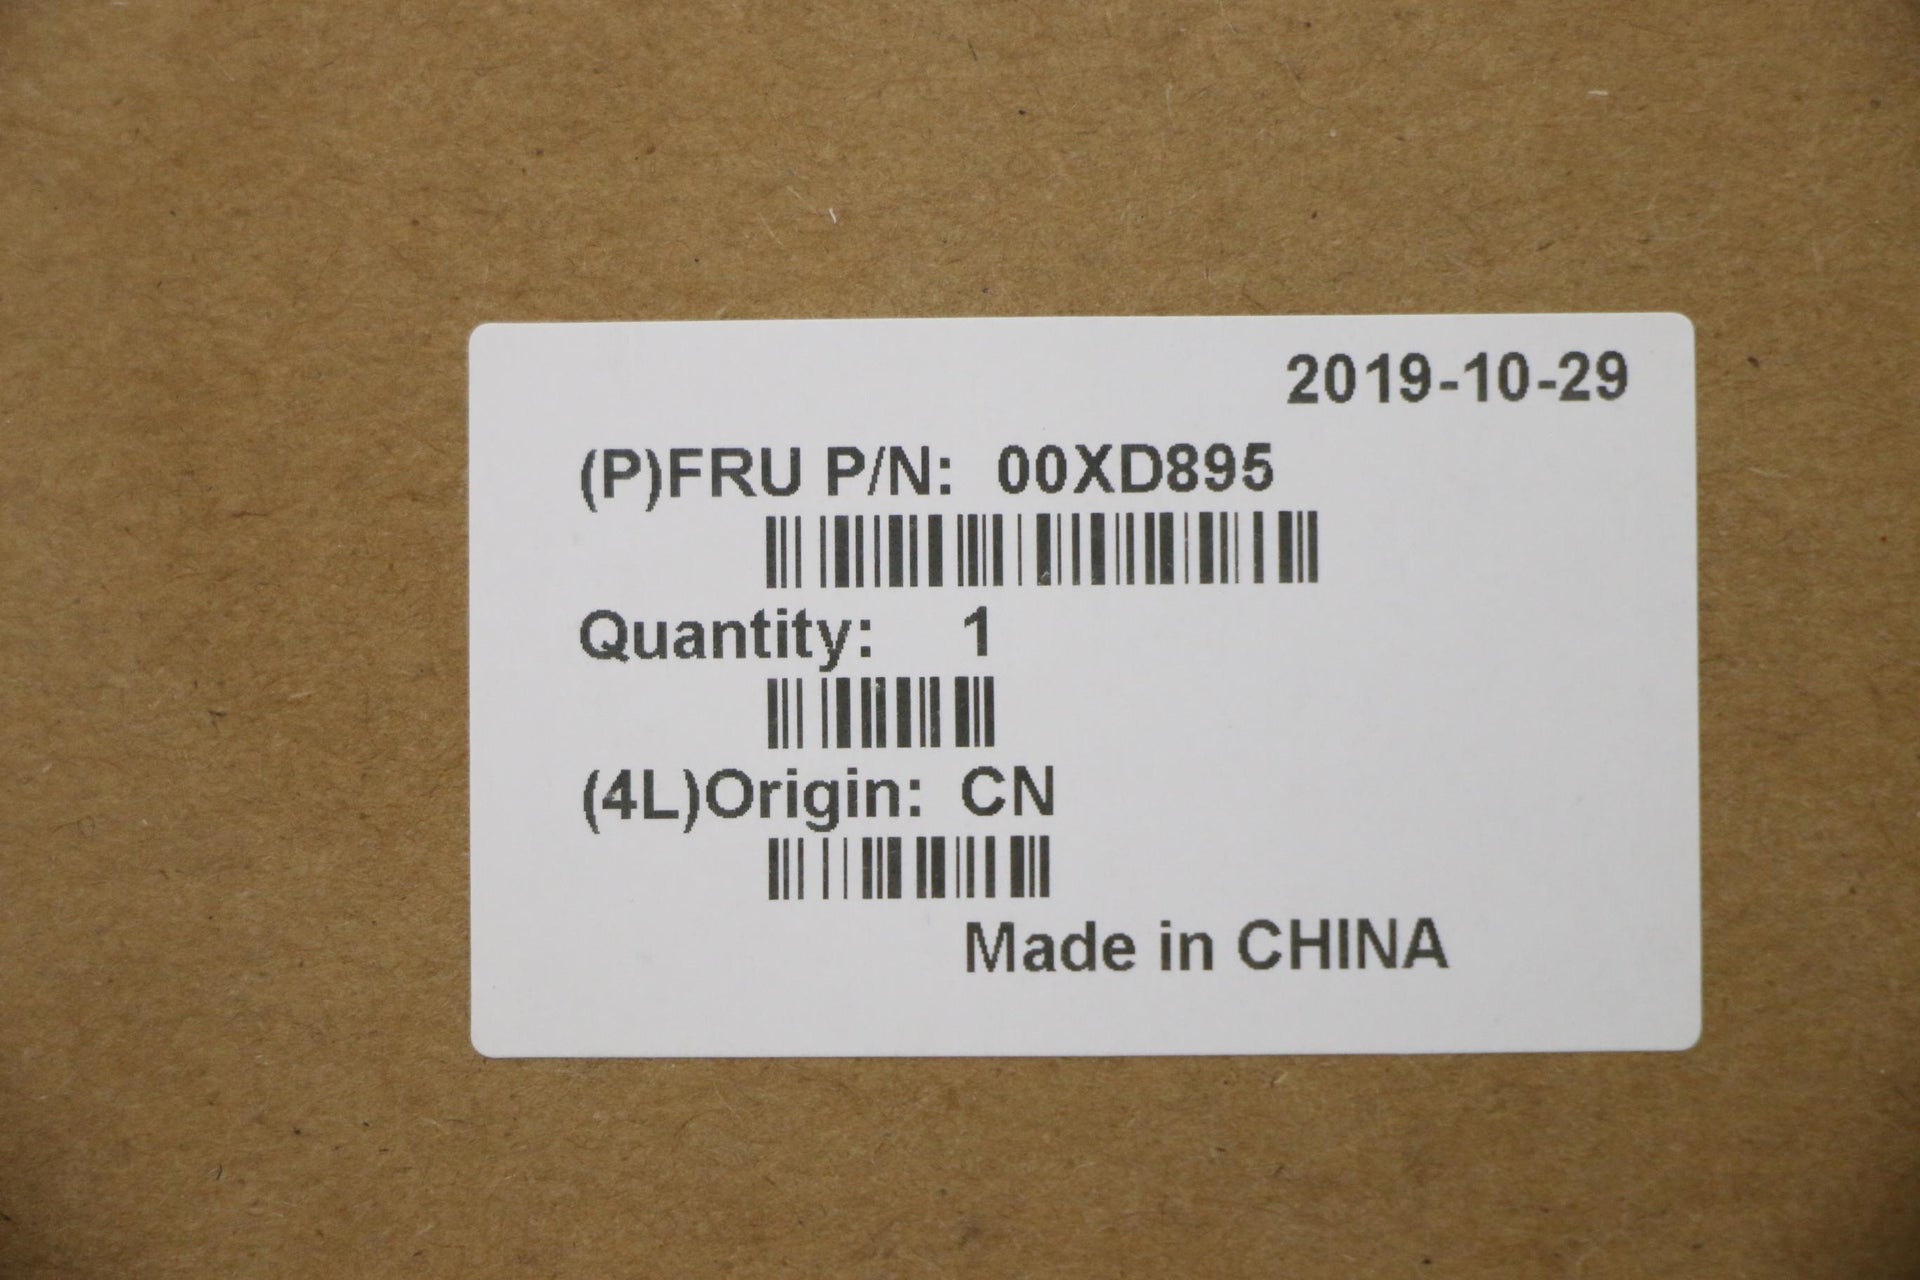 2019-10-29
(P)FRU P/N: 00XD895
Quantity: 1
(4L)Origin: CN
Made in CHINA